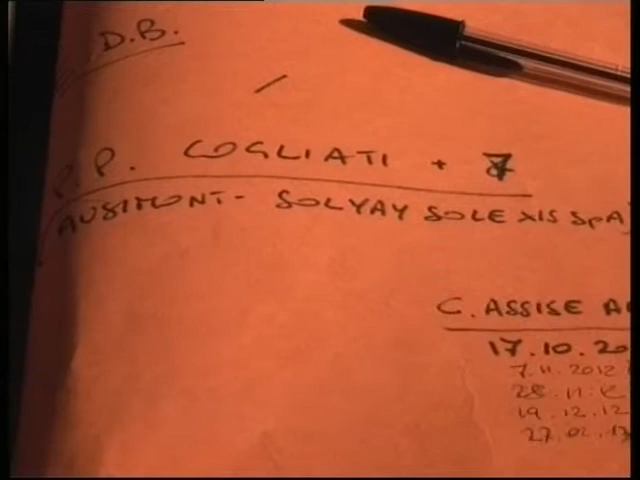 D.B.
P.P. COGLIATI + 7
AUSIMONT - SOLYAY SOLEXIS SpA)
C. ASSISE A
17.10.20
7.11.2012
28.11.12
19.12.12
27.02.13